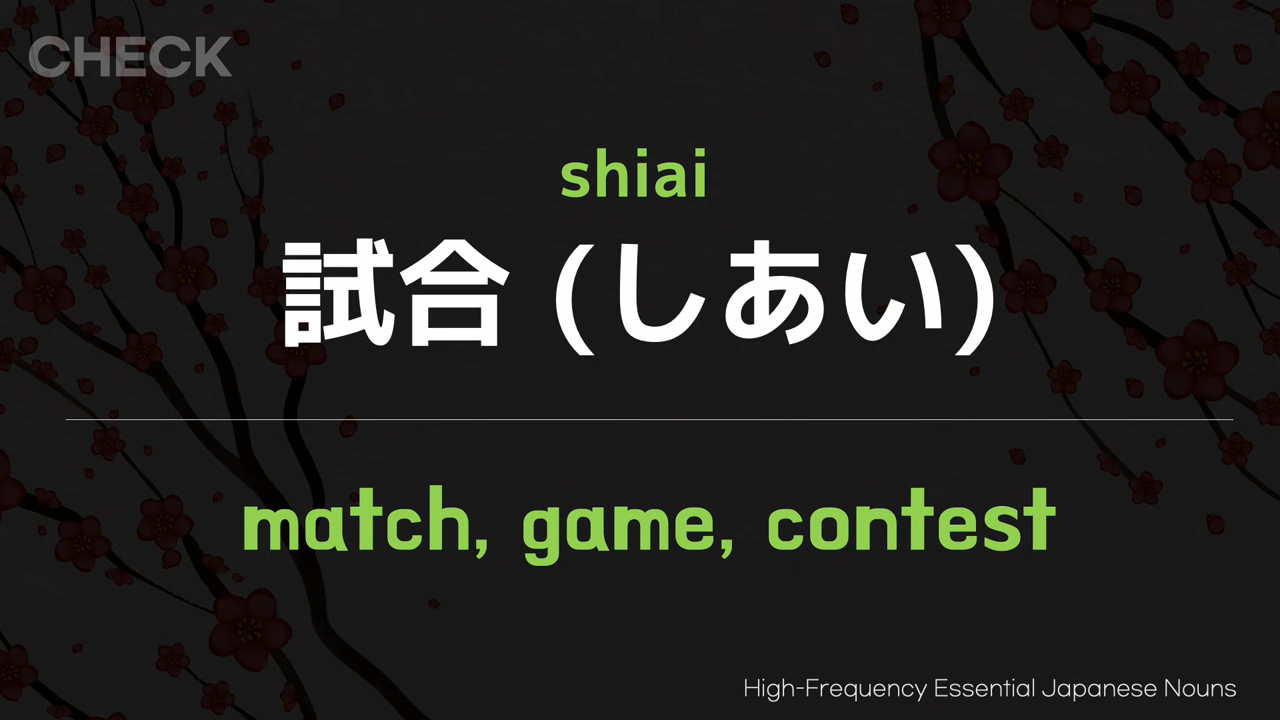 CHECK
shiai
試合 (しあい)
match, game, contest
High-Frequency Essential Japanese Nouns